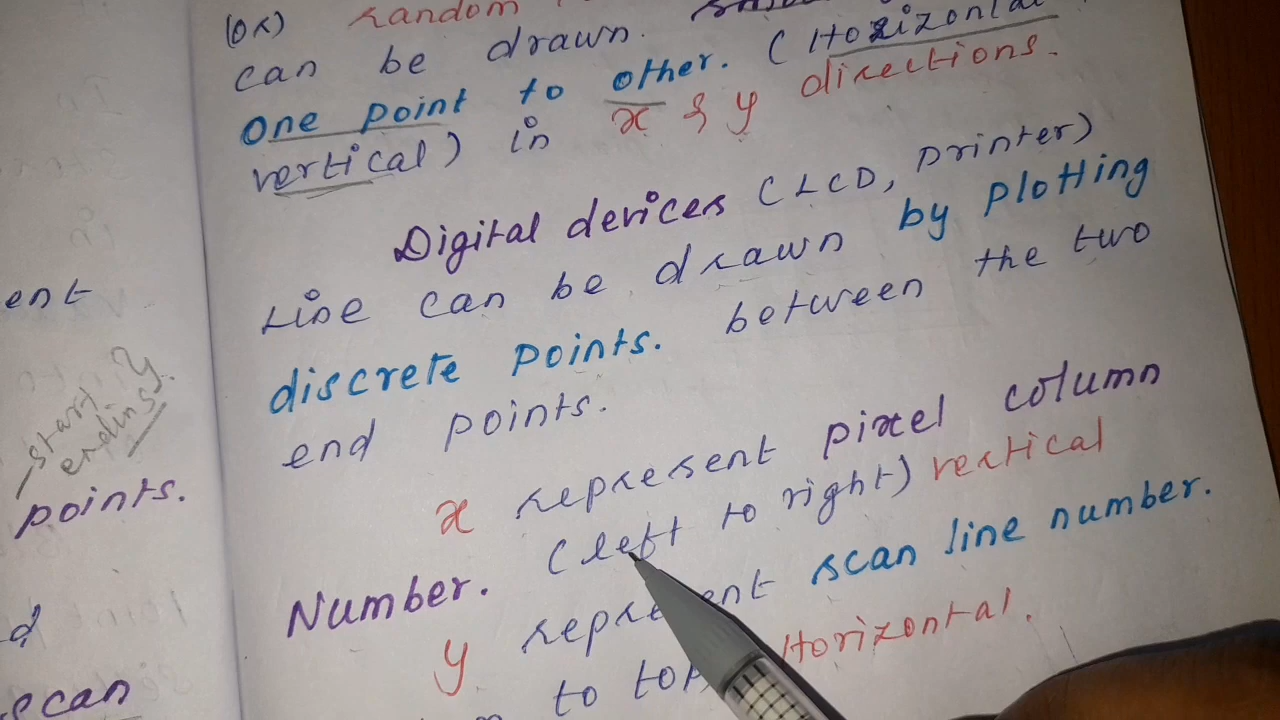 ent
start
ending
points.
d
scan
(OR) random
can be drawn.
One point to other. (Horizontal
vertical) in x & y directions.
Digital devices (LCD, printer)
Line can be drawn by plotting
discrete points. between the two
end points.
x represent pixel column
Number. (left to right) vertical
y represent scan line number.
to top Horizontal.